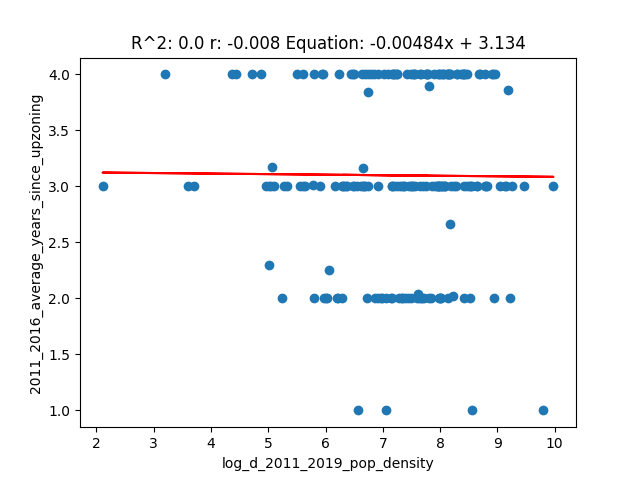 R^2: 0.0 r: -0.008 Equation: -0.00484x + 3.134
2011_2016_average_years_since_upzoning
4.0
3.5
3.0
2.5
2.0
1.5
1.0
2 3 4 5 6 7 8 9 10
log_d_2011_2019_pop_density